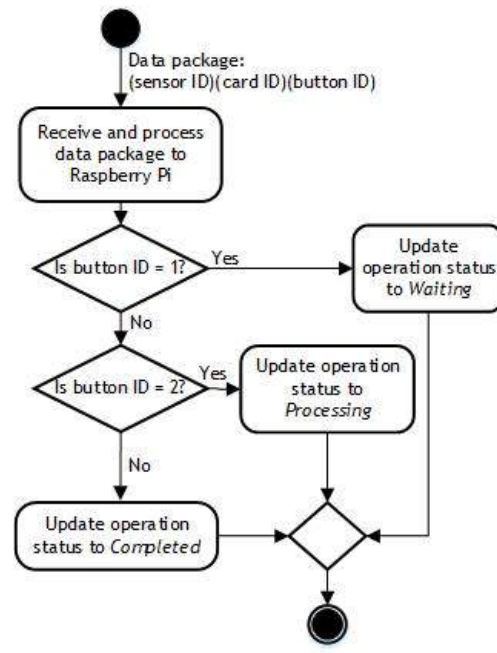 Data package:
(sensor ID)(card ID)(button ID)
Receive and process
data package to
Raspberry Pi
Is button ID = 1?
Yes
Update
operation status
to Waiting
No
Is button ID = 2?
Yes
Update operation
status to
Processing
No
Update operation
status to Completed